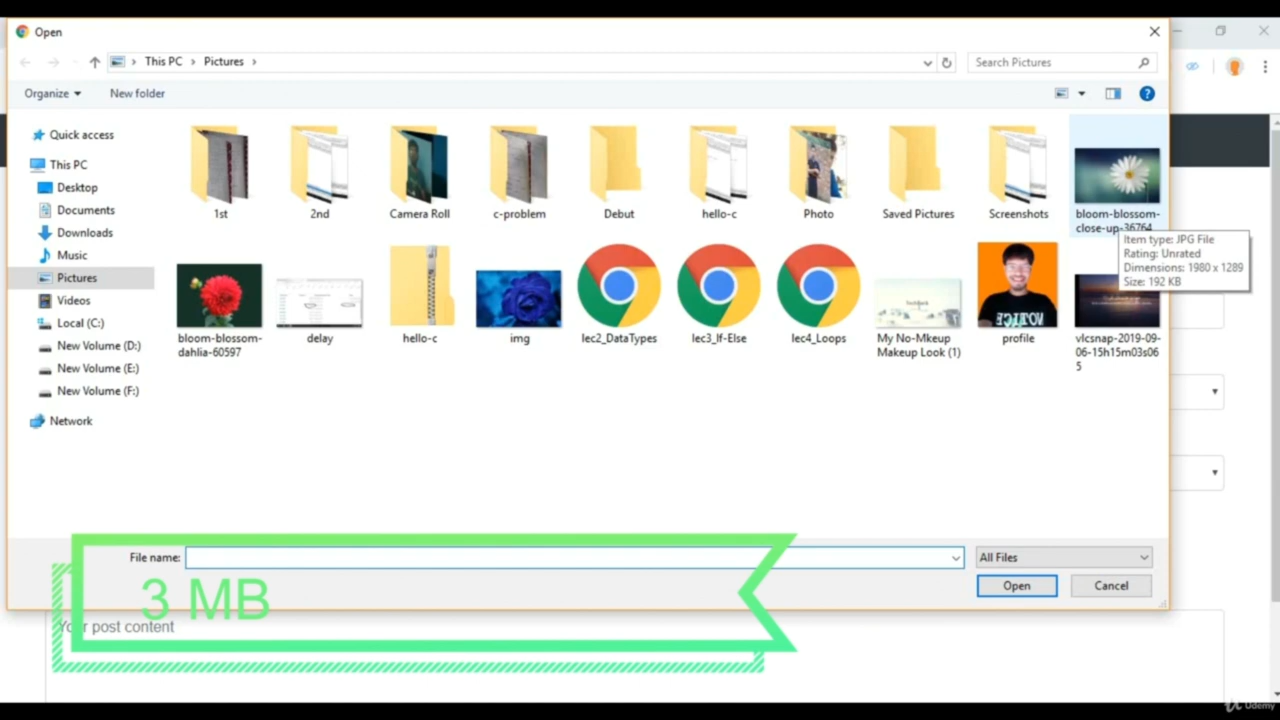 Open
This PC
Pictures
Search Pictures
Organize
New folder
Quick access
This PC
Desktop
Documents
Downloads
Music
Pictures
Videos
Local (C:)
New Volume (D:)
New Volume (E:)
New Volume (F:)
Network
1st
2nd
Camera Roll
c-problem
Debut
hello-c
Photo
Saved Pictures
Screenshots
bloom-blossom-
close-up-36764
Item type: JPG File
Rating: Unrated
Dimensions: 1980 x 1289
Size: 192 KB
bloom-blossom-
dahlia-60597
delay
hello-c
img
lec2_DataTypes
lec3_If-Else
lec4_Loops
My No-Mkeup
Makeup Look (1)
profile
vlcsnap-2019-09-
06-15h15m03s06
5
File name:
All Files
Open
Cancel
3 MB
Your post content
Udemy